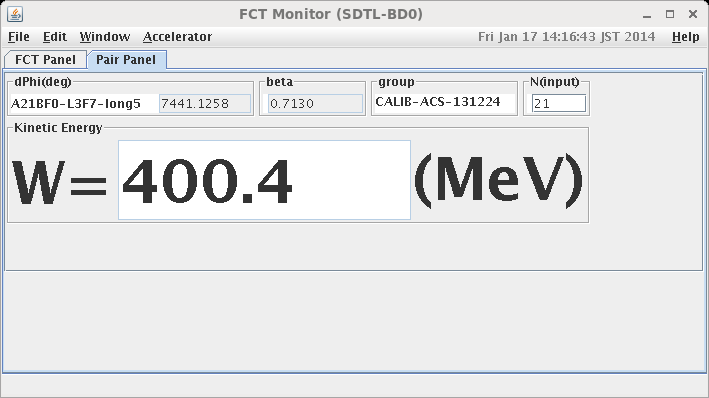 FCT Monitor (SDTL-BD0)
File Edit Window Accelerator Fri Jan 17 14:16:43 JST 2014 Help
FCT Panel Pair Panel
dPhi(deg) beta group N(input)
A21BF0-L3F7-long5 7441.1258 0.7130 CALIB-ACS-131224 21
Kinetic Energy
W= 400.4 (MeV)